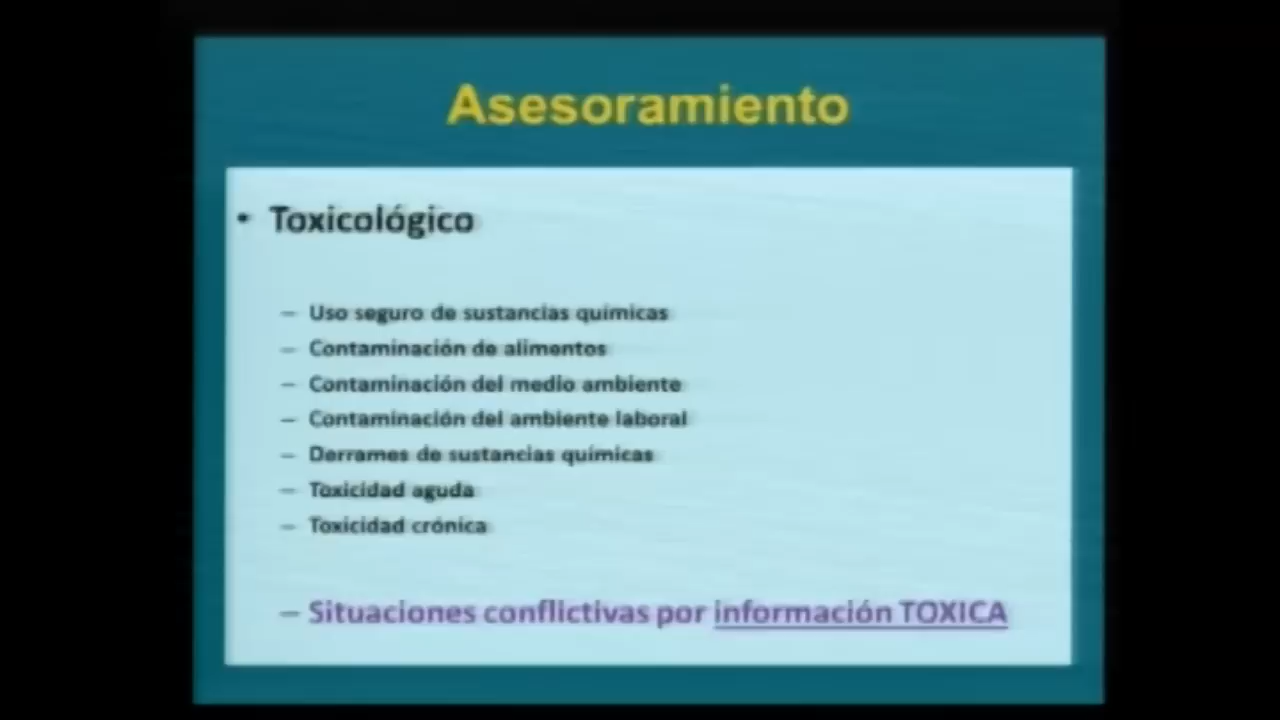 Asesoramiento
• Toxicológico
– Uso seguro de sustancias químicas
– Contaminación de alimentos
– Contaminación del medio ambiente
– Contaminación del ambiente laboral
– Derrames de sustancias químicas
– Toxicidad aguda
– Toxicidad crónica
– Situaciones conflictivas por información TOXICA